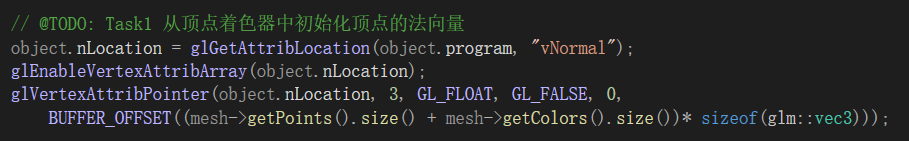 // @TODO: Task1 从顶点着色器中初始化顶点的法向量
object.nLocation = glGetAttribLocation(object.program, "vNormal");
glEnableVertexAttribArray(object.nLocation);
glVertexAttribPointer(object.nLocation, 3, GL_FLOAT, GL_FALSE, 0,
BUFFER_OFFSET((mesh->getPoints().size() + mesh->getColors().size())* sizeof(glm::vec3)));